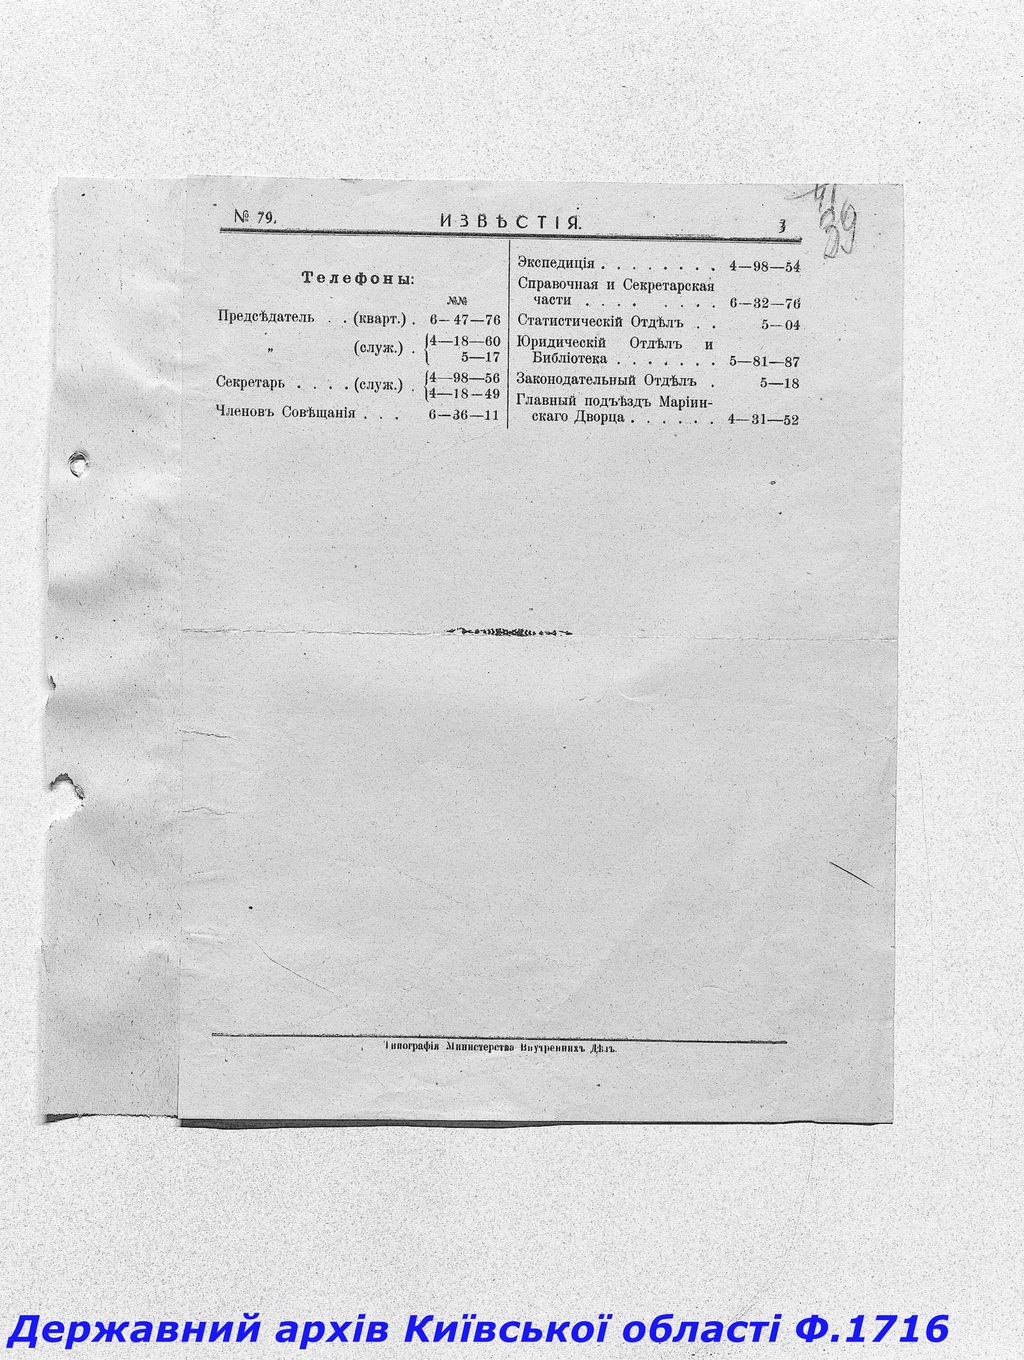 № 79.
ИЗВѢСТІЯ.
3
39
Телефоны:
№№
Предсѣдатель . . (кварт.) . 6—47—76
„ (служ.) . {4—18—60
5—17
Секретарь . . . . (служ.) . {4—98—56
{4—18—49
Членовъ Совѣщанія . . . 6—36—11
Экспедиція . . . . . . . . 4—98—54
Справочная и Секретарская
части . . . . . . . . 6—32—76
Статистическій Отдѣлъ . . 5—04
Юридическій Отдѣлъ и
Библіотека . . . . . . . 5—81—87
Законодательный Отдѣлъ . 5—18
Главный подъѣздъ Маріин-
скаго Дворца . . . . . . 4—31—52
Типографія Министерства Внутреннихъ Дѣлъ.
Державний архів Київської області Ф.1716